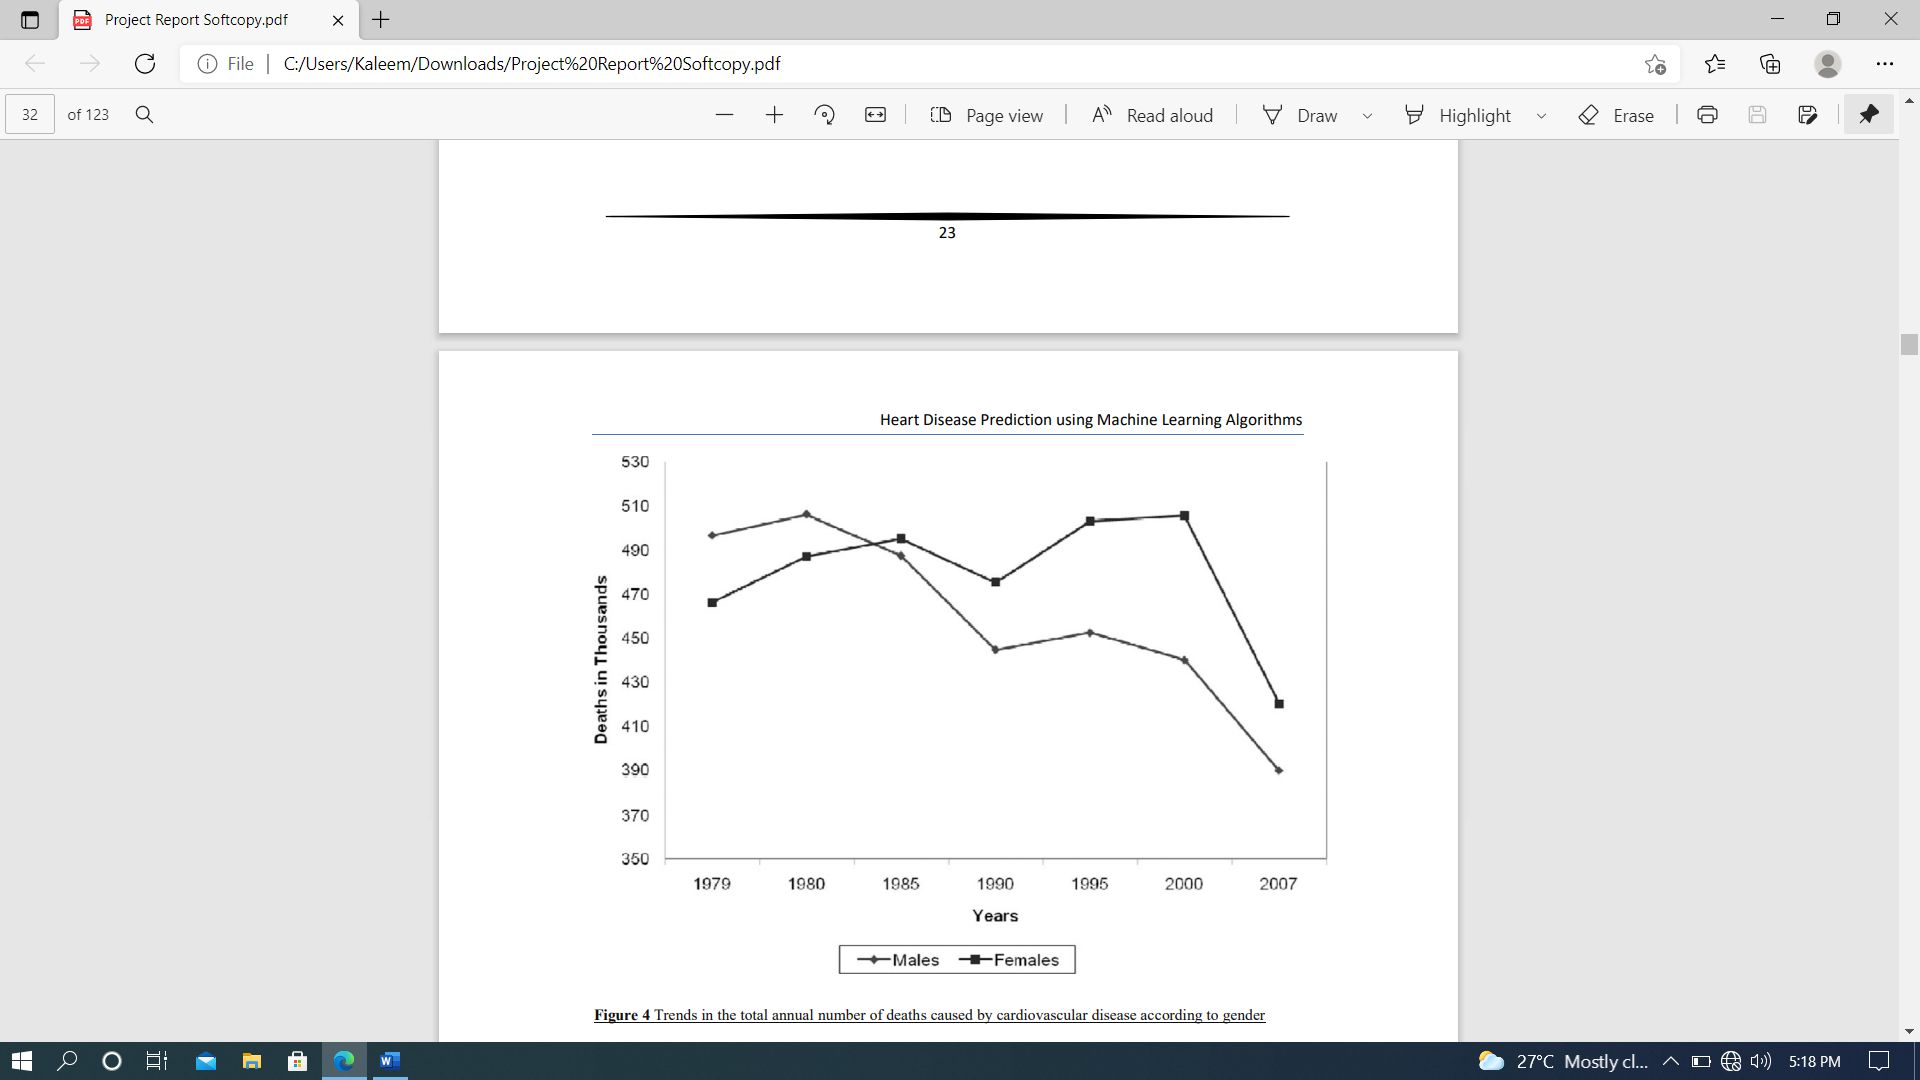 Project Report Softcopy.pdf
File C:/Users/Kaleem/Downloads/Project%20Report%20Softcopy.pdf
32 of 123 Page view Read aloud Draw Highlight Erase
23
Heart Disease Prediction using Machine Learning Algorithms
530
510
490
470
450
430
410
390
370
350
Deaths in Thousands
1979 1980 1985 1990 1995 2000 2007
Years
Males Females
Figure 4 Trends in the total annual number of deaths caused by cardiovascular disease according to gender
27°C Mostly cl... 5:18 PM